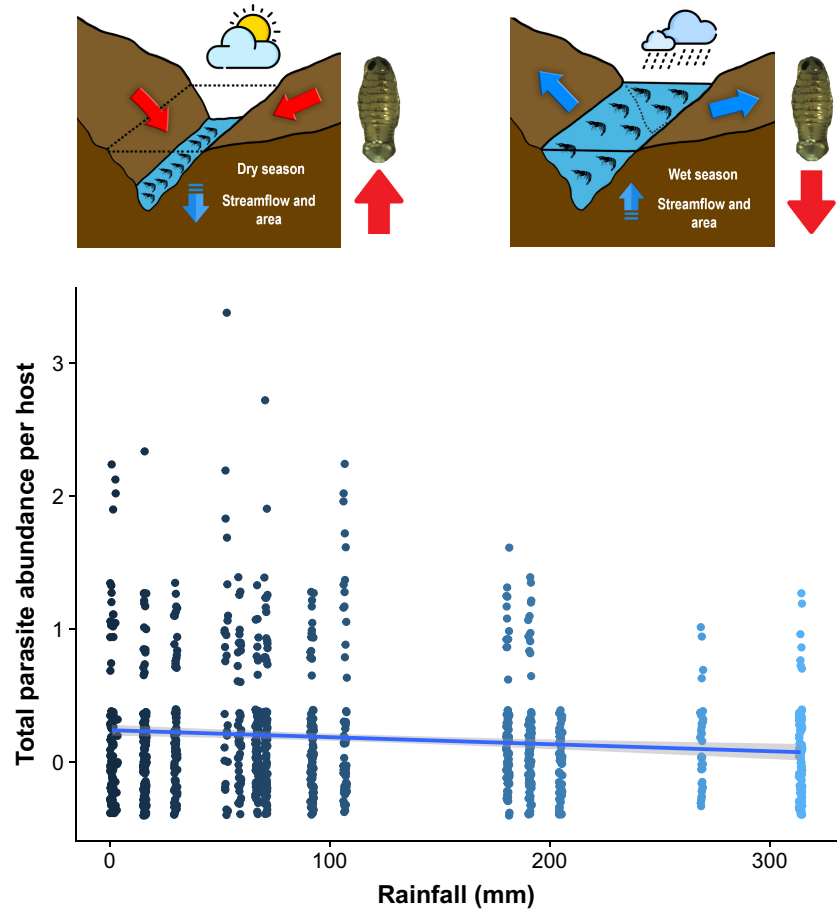 Dry season
Streamflow and
area
Wet season
Streamflow and
area
Total parasite abundance per host
3
2
1
0
0 100 200 300
Rainfall (mm)